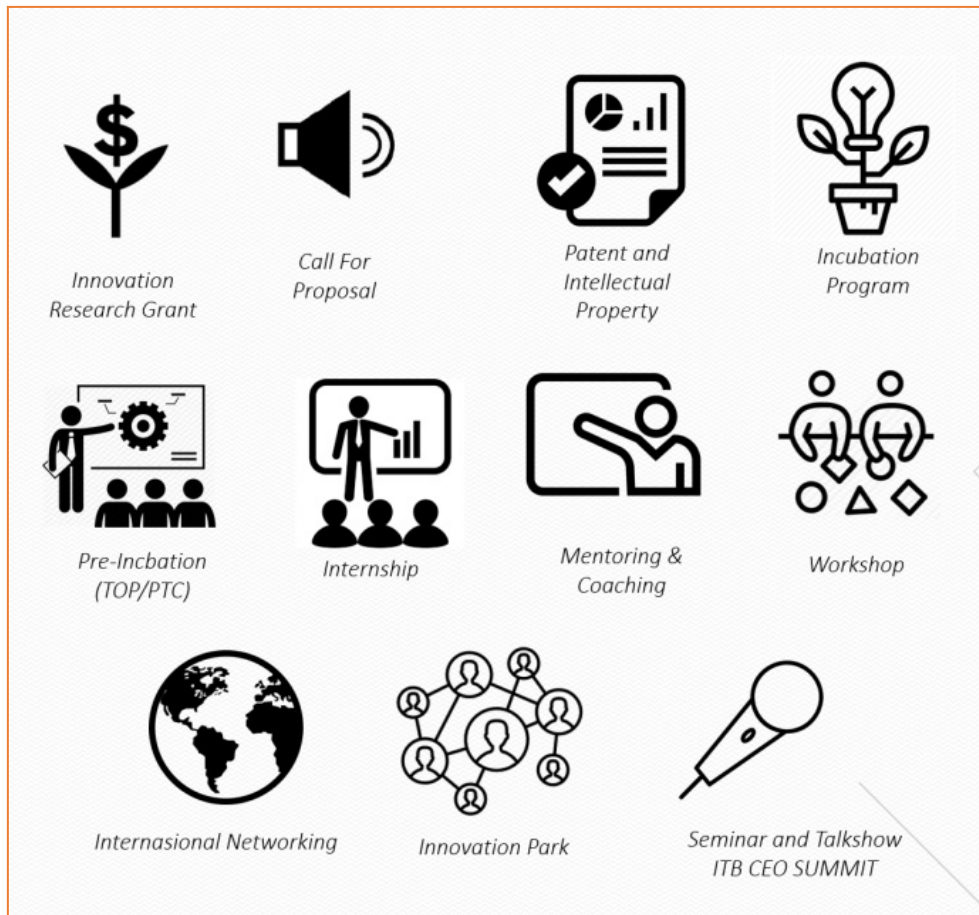 Innovation
Research Grant
Call For
Proposal
Patent and
Intellectual
Property
Incubation
Program
Pre-Incbation
(TOP/PTC)
Internship
Mentoring &
Coaching
Workshop
Internasional Networking
Innovation Park
Seminar and Talkshow
ITB CEO SUMMIT